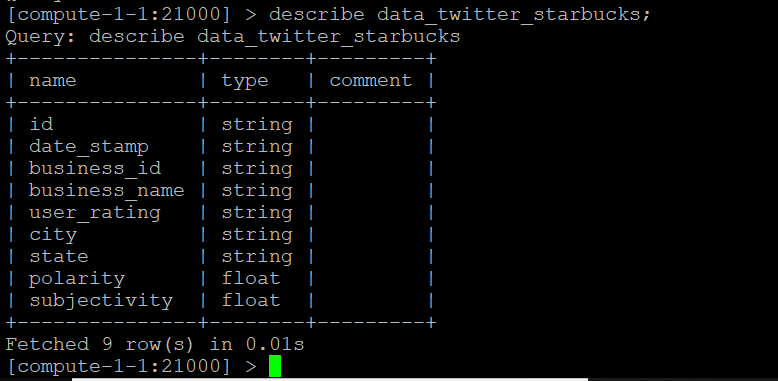 [compute-1-1:21000] > describe data_twitter_starbucks;
Query: describe data_twitter_starbucks
+---------------+--------+---------+
| name          | type   | comment |
+---------------+--------+---------+
| id            | string |         |
| date_stamp    | string |         |
| business_id   | string |         |
| business_name | string |         |
| user_rating   | string |         |
| city          | string |         |
| state         | string |         |
| polarity      | float  |         |
| subjectivity  | float  |         |
+---------------+--------+---------+
Fetched 9 row(s) in 0.01s
[compute-1-1:21000] >